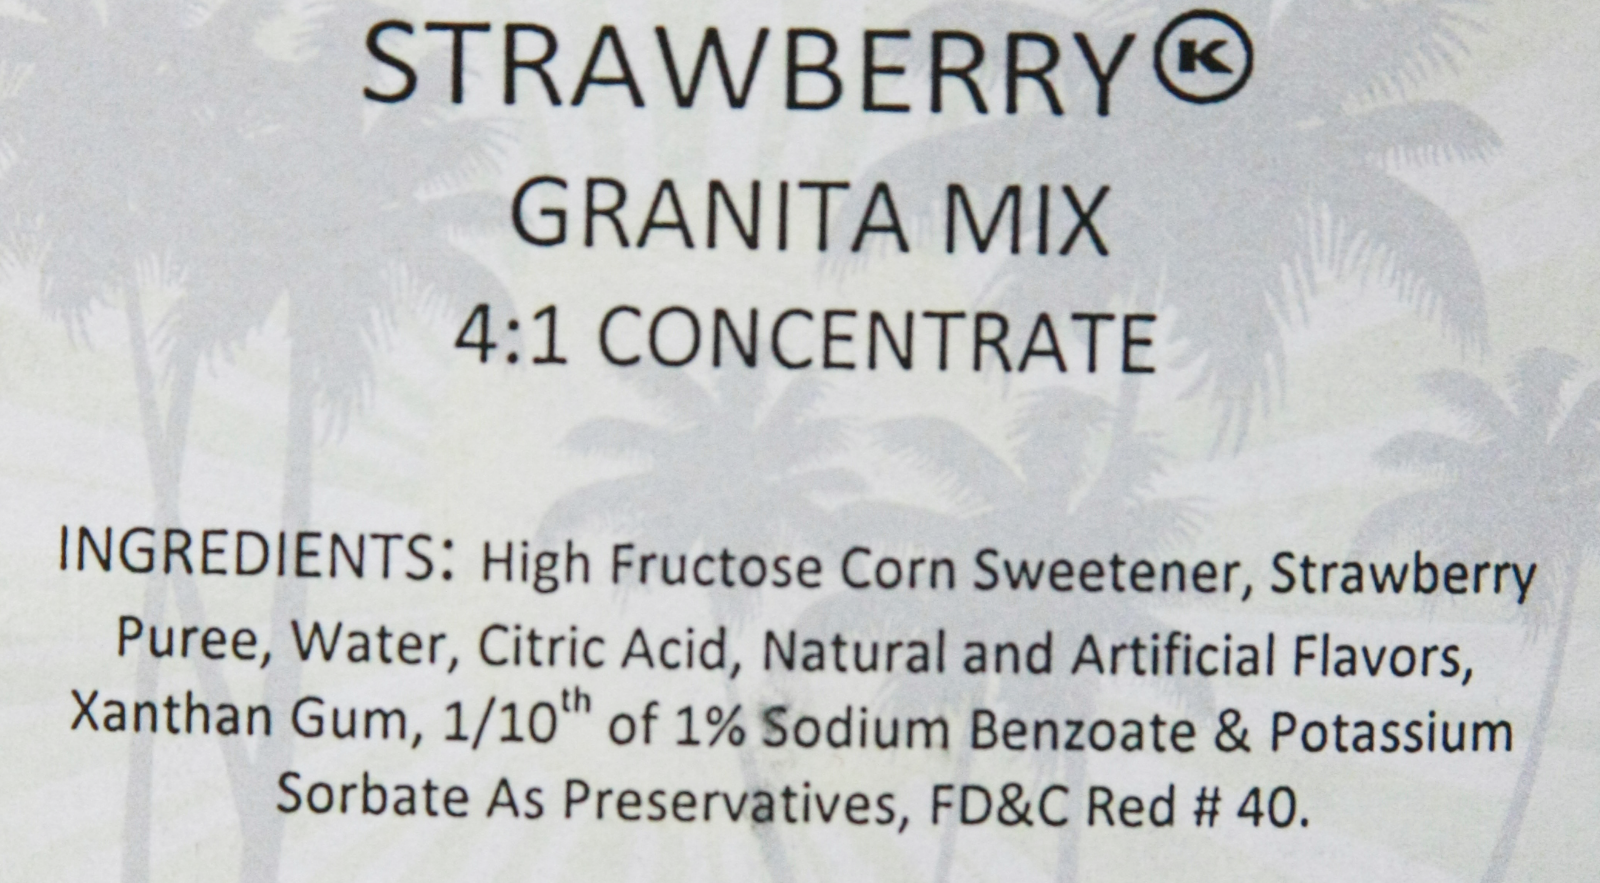 STRAWBERRY Ⓚ
GRANITA MIX
4:1 CONCENTRATE
INGREDIENTS: High Fructose Corn Sweetener, Strawberry
Puree, Water, Citric Acid, Natural and Artificial Flavors,
Xanthan Gum, 1/10th of 1% Sodium Benzoate & Potassium
Sorbate As Preservatives, FD&C Red # 40.